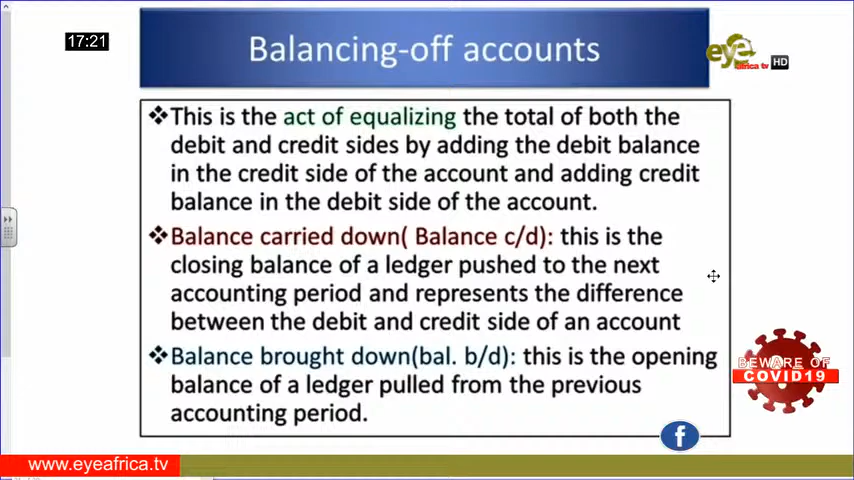 17:21
Balancing-off accounts
eye
africa tv HD
❖This is the act of equalizing the total of both the
debit and credit sides by adding the debit balance
in the credit side of the account and adding credit
balance in the debit side of the account.
❖Balance carried down( Balance c/d): this is the
closing balance of a ledger pushed to the next
accounting period and represents the difference
between the debit and credit side of an account
❖Balance brought down(bal. b/d): this is the opening
balance of a ledger pulled from the previous
accounting period.
BEWARE OF
COVID19
f
www.eyeafrica.tv